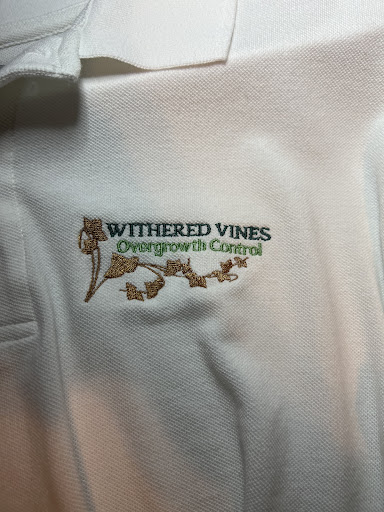 WITHERED VINES
Overgrowth Control